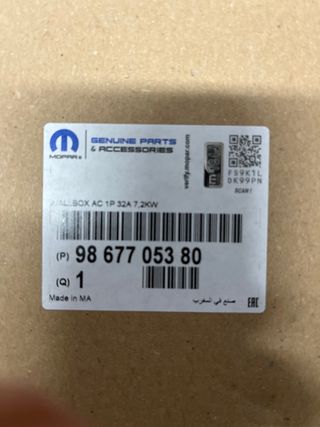 MOPAR®
GENUINE PARTS
& ACCESSORIES
verify.mopar.com
FS9K1L
DK99PN
SCAN!
WALLBOX AC 1P 32A 7,2KW
(P) 98 677 053 80
(Q) 1
Made in MA
صنع في المغرب
EAC